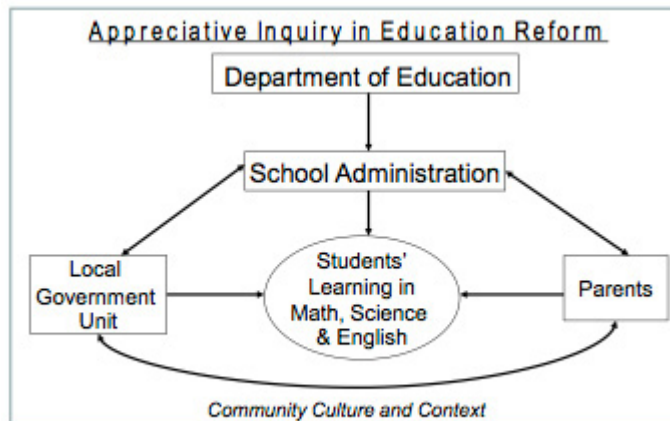 Appreciative Inquiry in Education Reform
Department of Education
School Administration
Local
Government
Unit
Students'
Learning in
Math, Science
& English
Parents
Community Culture and Context